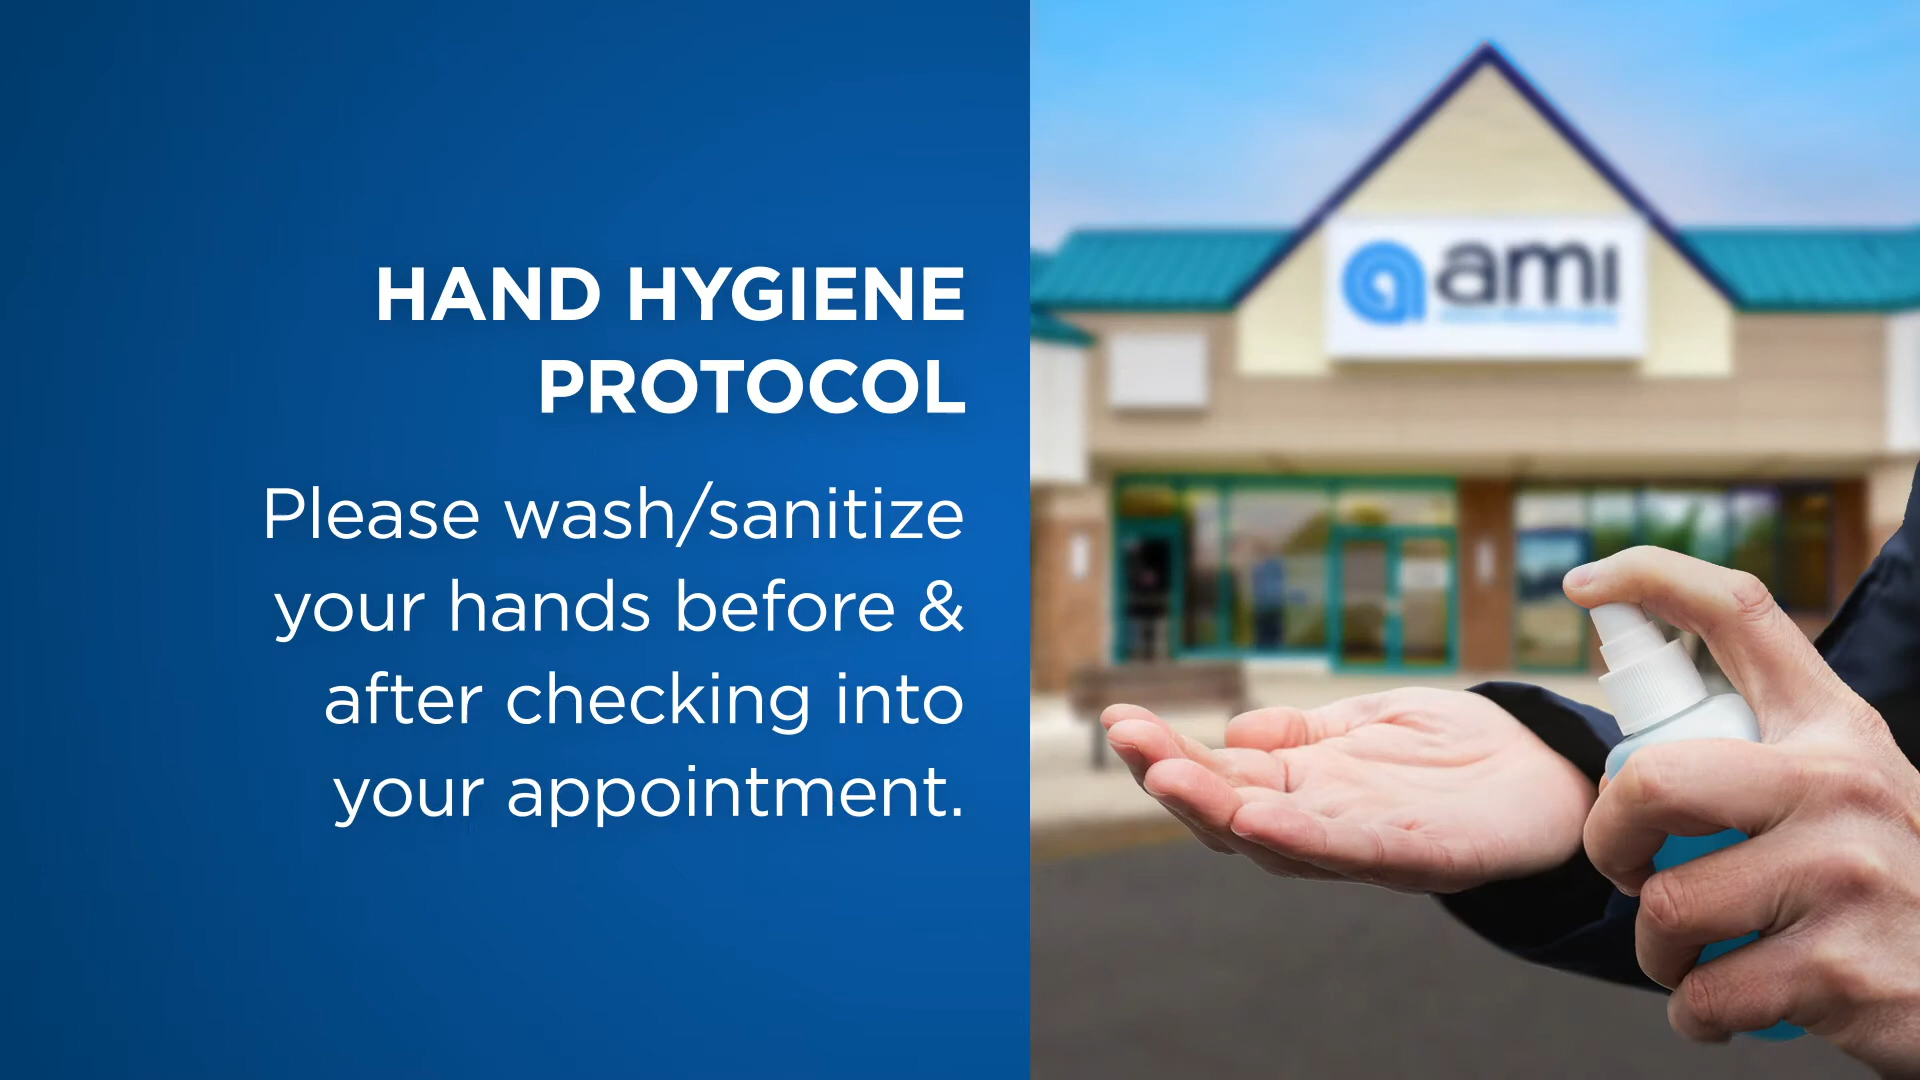 HAND HYGIENE
PROTOCOL
Please wash/sanitize
your hands before &
after checking into
your appointment.
ami